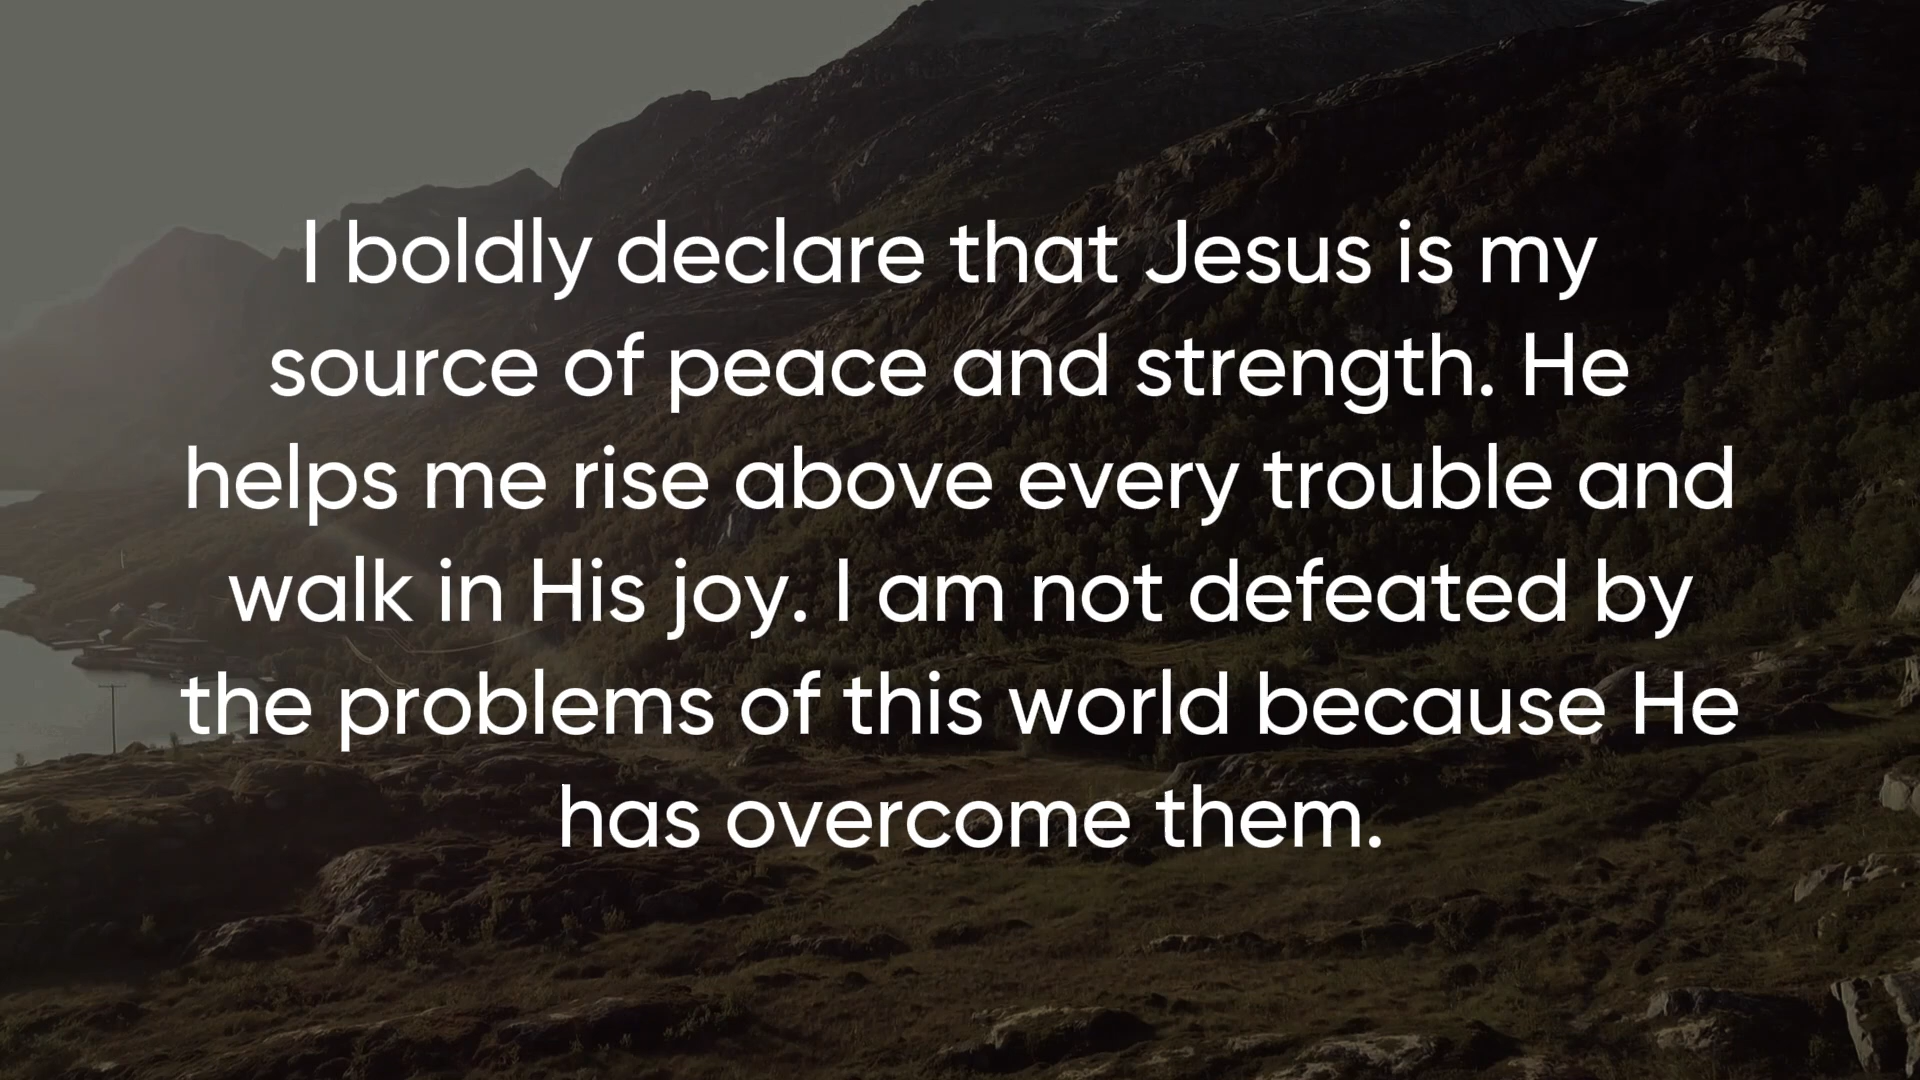 I boldly declare that Jesus is my
source of peace and strength. He
helps me rise above every trouble and
walk in His joy. I am not defeated by
the problems of this world because He
has overcome them.